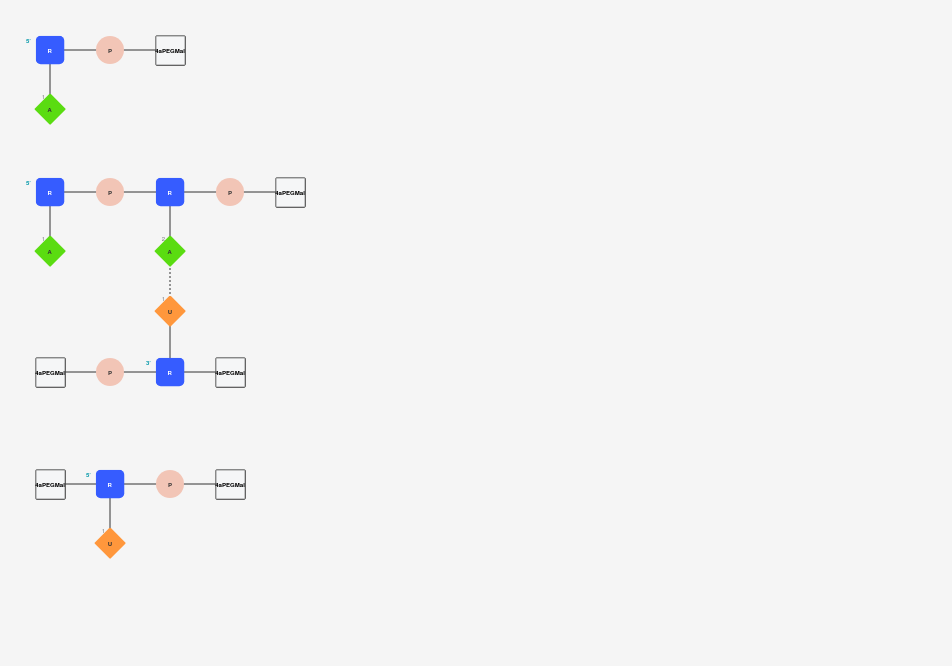 5'
R P 4aPEGMal
1
A
5'
R P R P 4aPEGMal
1 2
A A
1
U
3'
4aPEGMal P R 4aPEGMal
5'
4aPEGMal R P 4aPEGMal
1
U